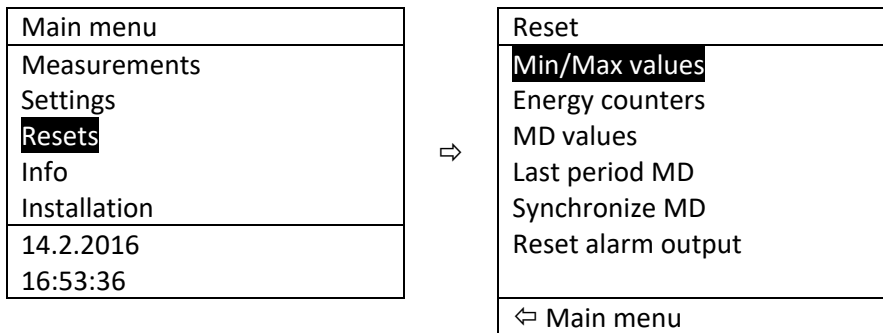 Main menu
Measurements
Settings
Resets
Info
Installation
14.2.2016
16:53:36
⇨
Reset
Min/Max values
Energy counters
MD values
Last period MD
Synchronize MD
Reset alarm output
⇦ Main menu